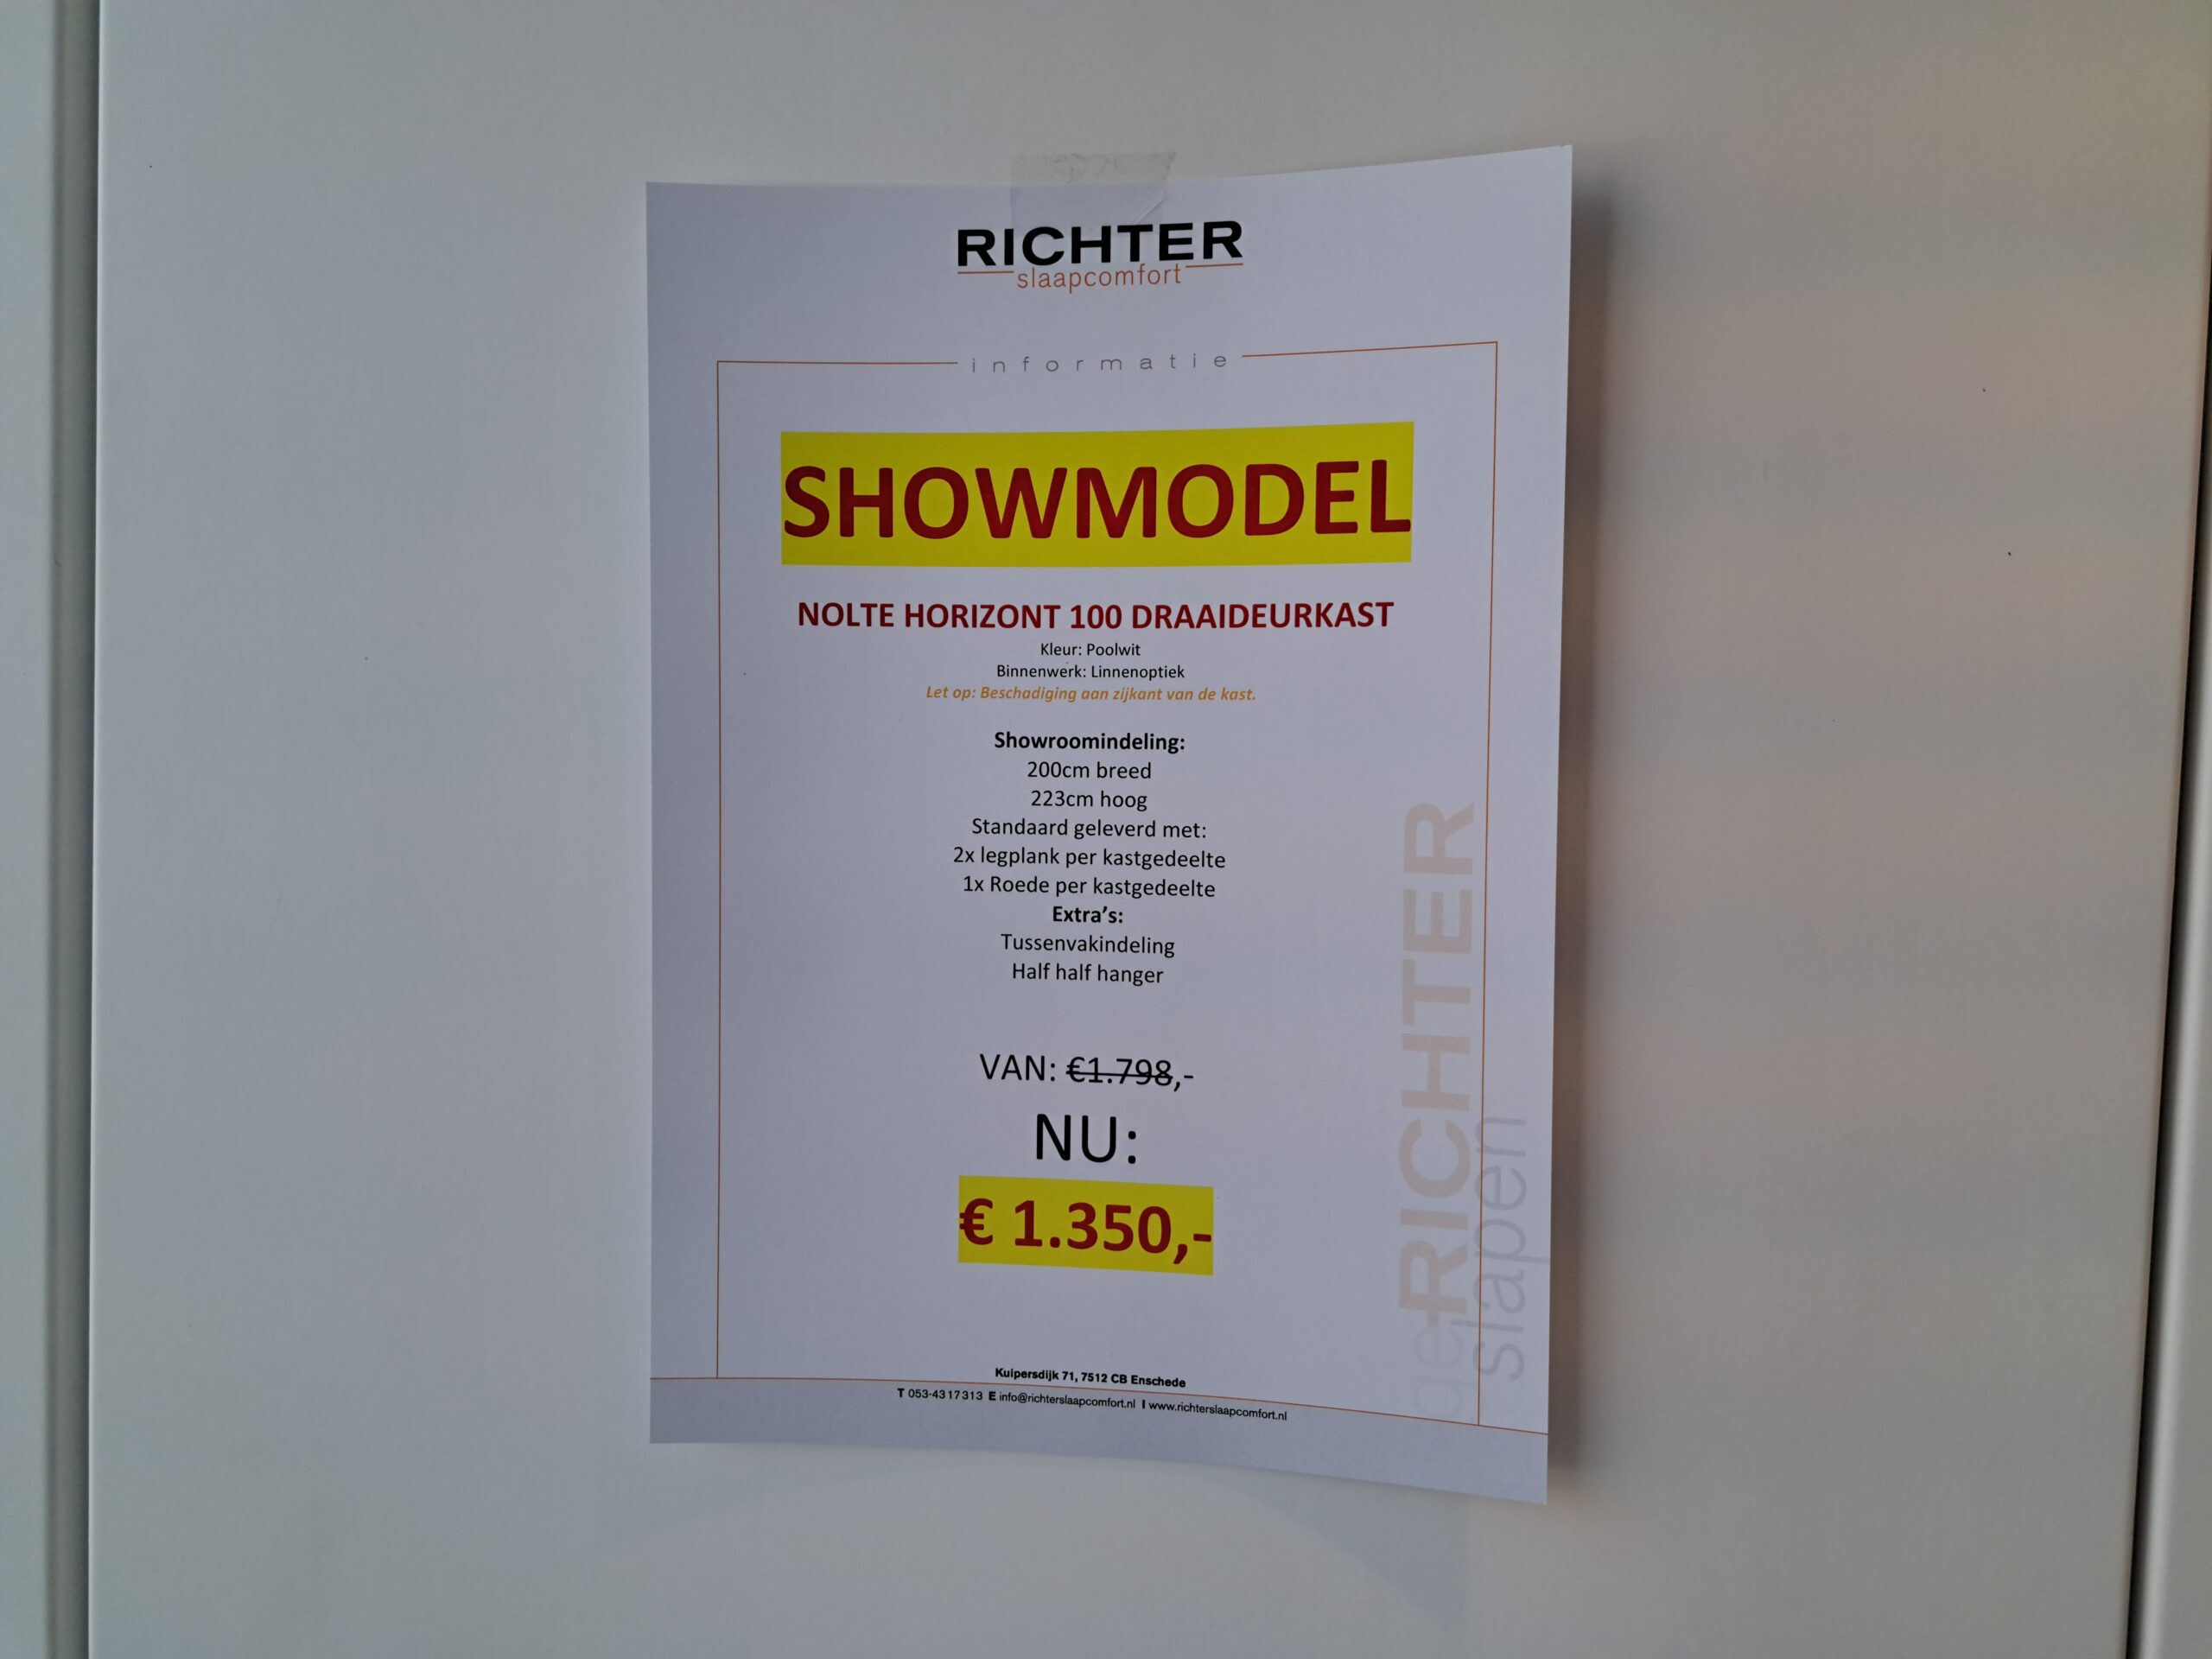 RICHTER
slaapcomfort
informatie
SHOWMODEL
NOLTE HORIZONT 100 DRAAIDEURKAST
Kleur: Poolwit
Binnenwerk: Linnenoptiek
Let op: Beschadiging aan zijkant van de kast.
Showroomindeling:
200cm breed
223cm hoog
Standaard geleverd met:
2x legplank per kastgedeelte
1x Roede per kastgedeelte
Extra's:
Tussenvakindeling
Half half hanger
VAN: €1.798,-
NU:
€ 1.350,-
geRICHTER
slapen
Kuipersdijk 71, 7512 CB Enschede
T 053-4317313 E info@richterslaapcomfort.nl I www.richterslaapcomfort.nl